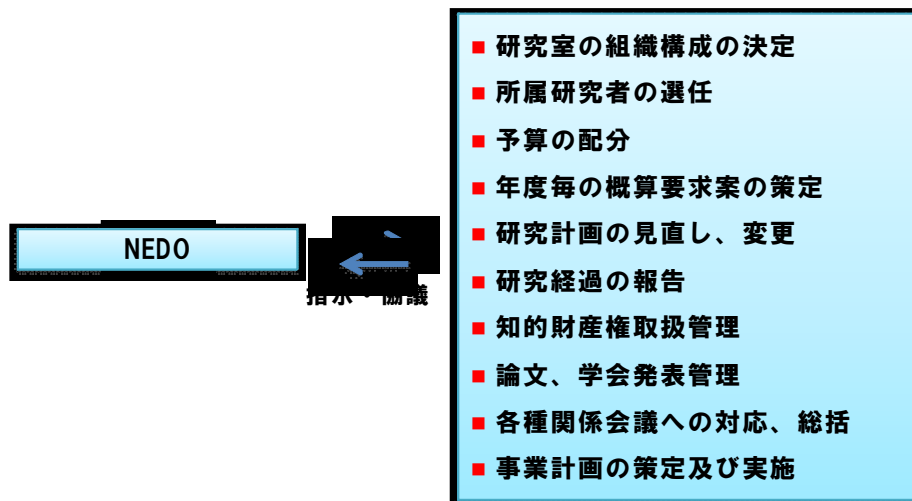 NEDO
指示・協議
研究室の組織構成の決定
所属研究者の選任
予算の配分
年度毎の概算要求案の策定
研究計画の見直し、変更
研究経過の報告
知的財産権取扱管理
論文、学会発表管理
各種関係会議への対応、総括
事業計画の策定及び実施